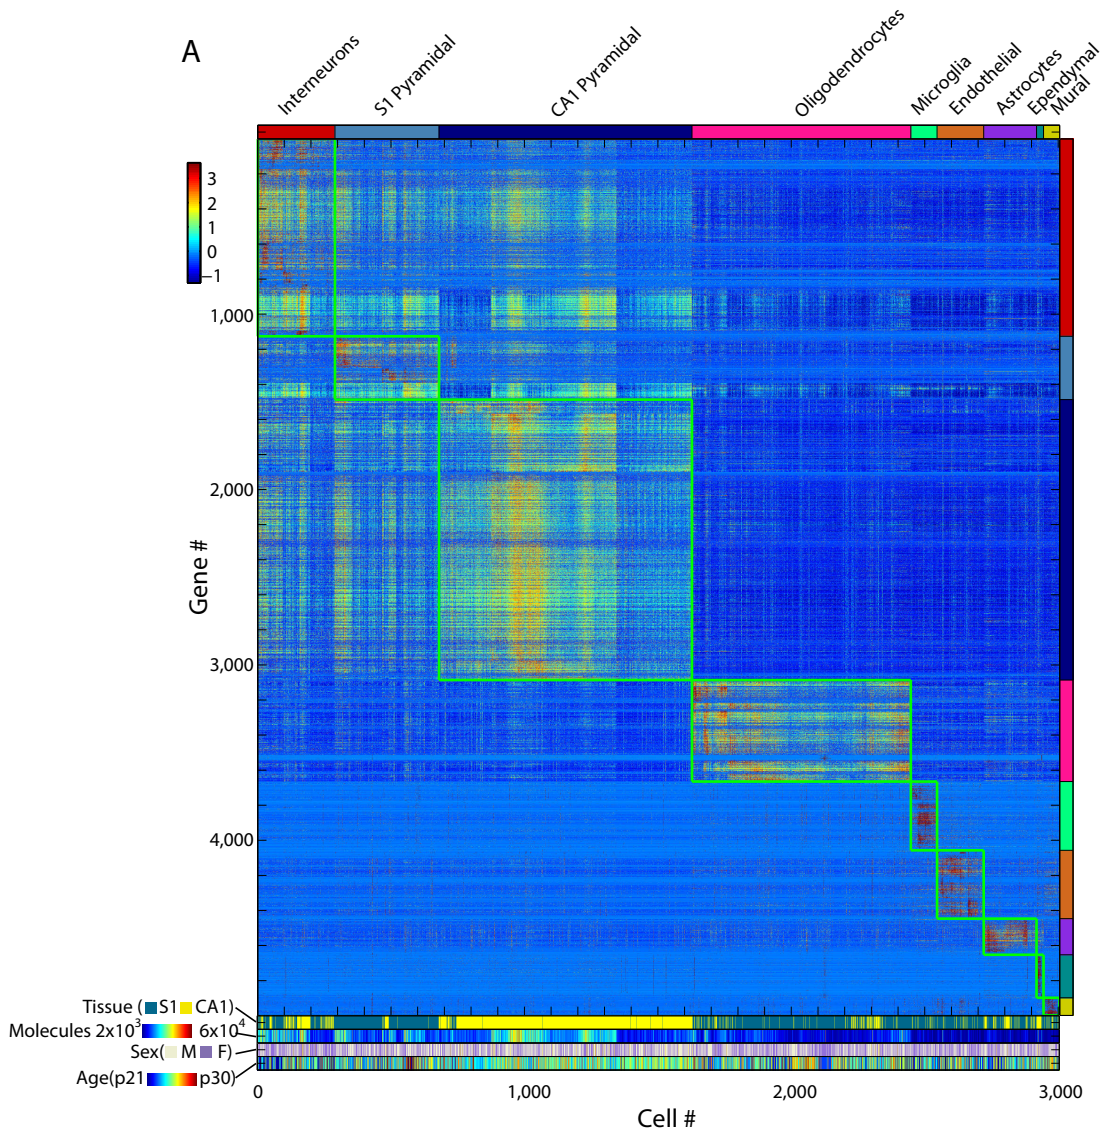 A
Interneurons
S1 Pyramidal
CA1 Pyramidal
Oligodendrocytes
Microglia
Endothelial
Astrocytes
Ependymal
Mural
3
2
1
0
−1
Gene #
1,000
2,000
3,000
4,000
Tissue ( S1 CA1)
Molecules 2x10³ 6x10⁴
Sex( M F)
Age(p21 p30)
0 1,000 2,000 3,000
Cell #